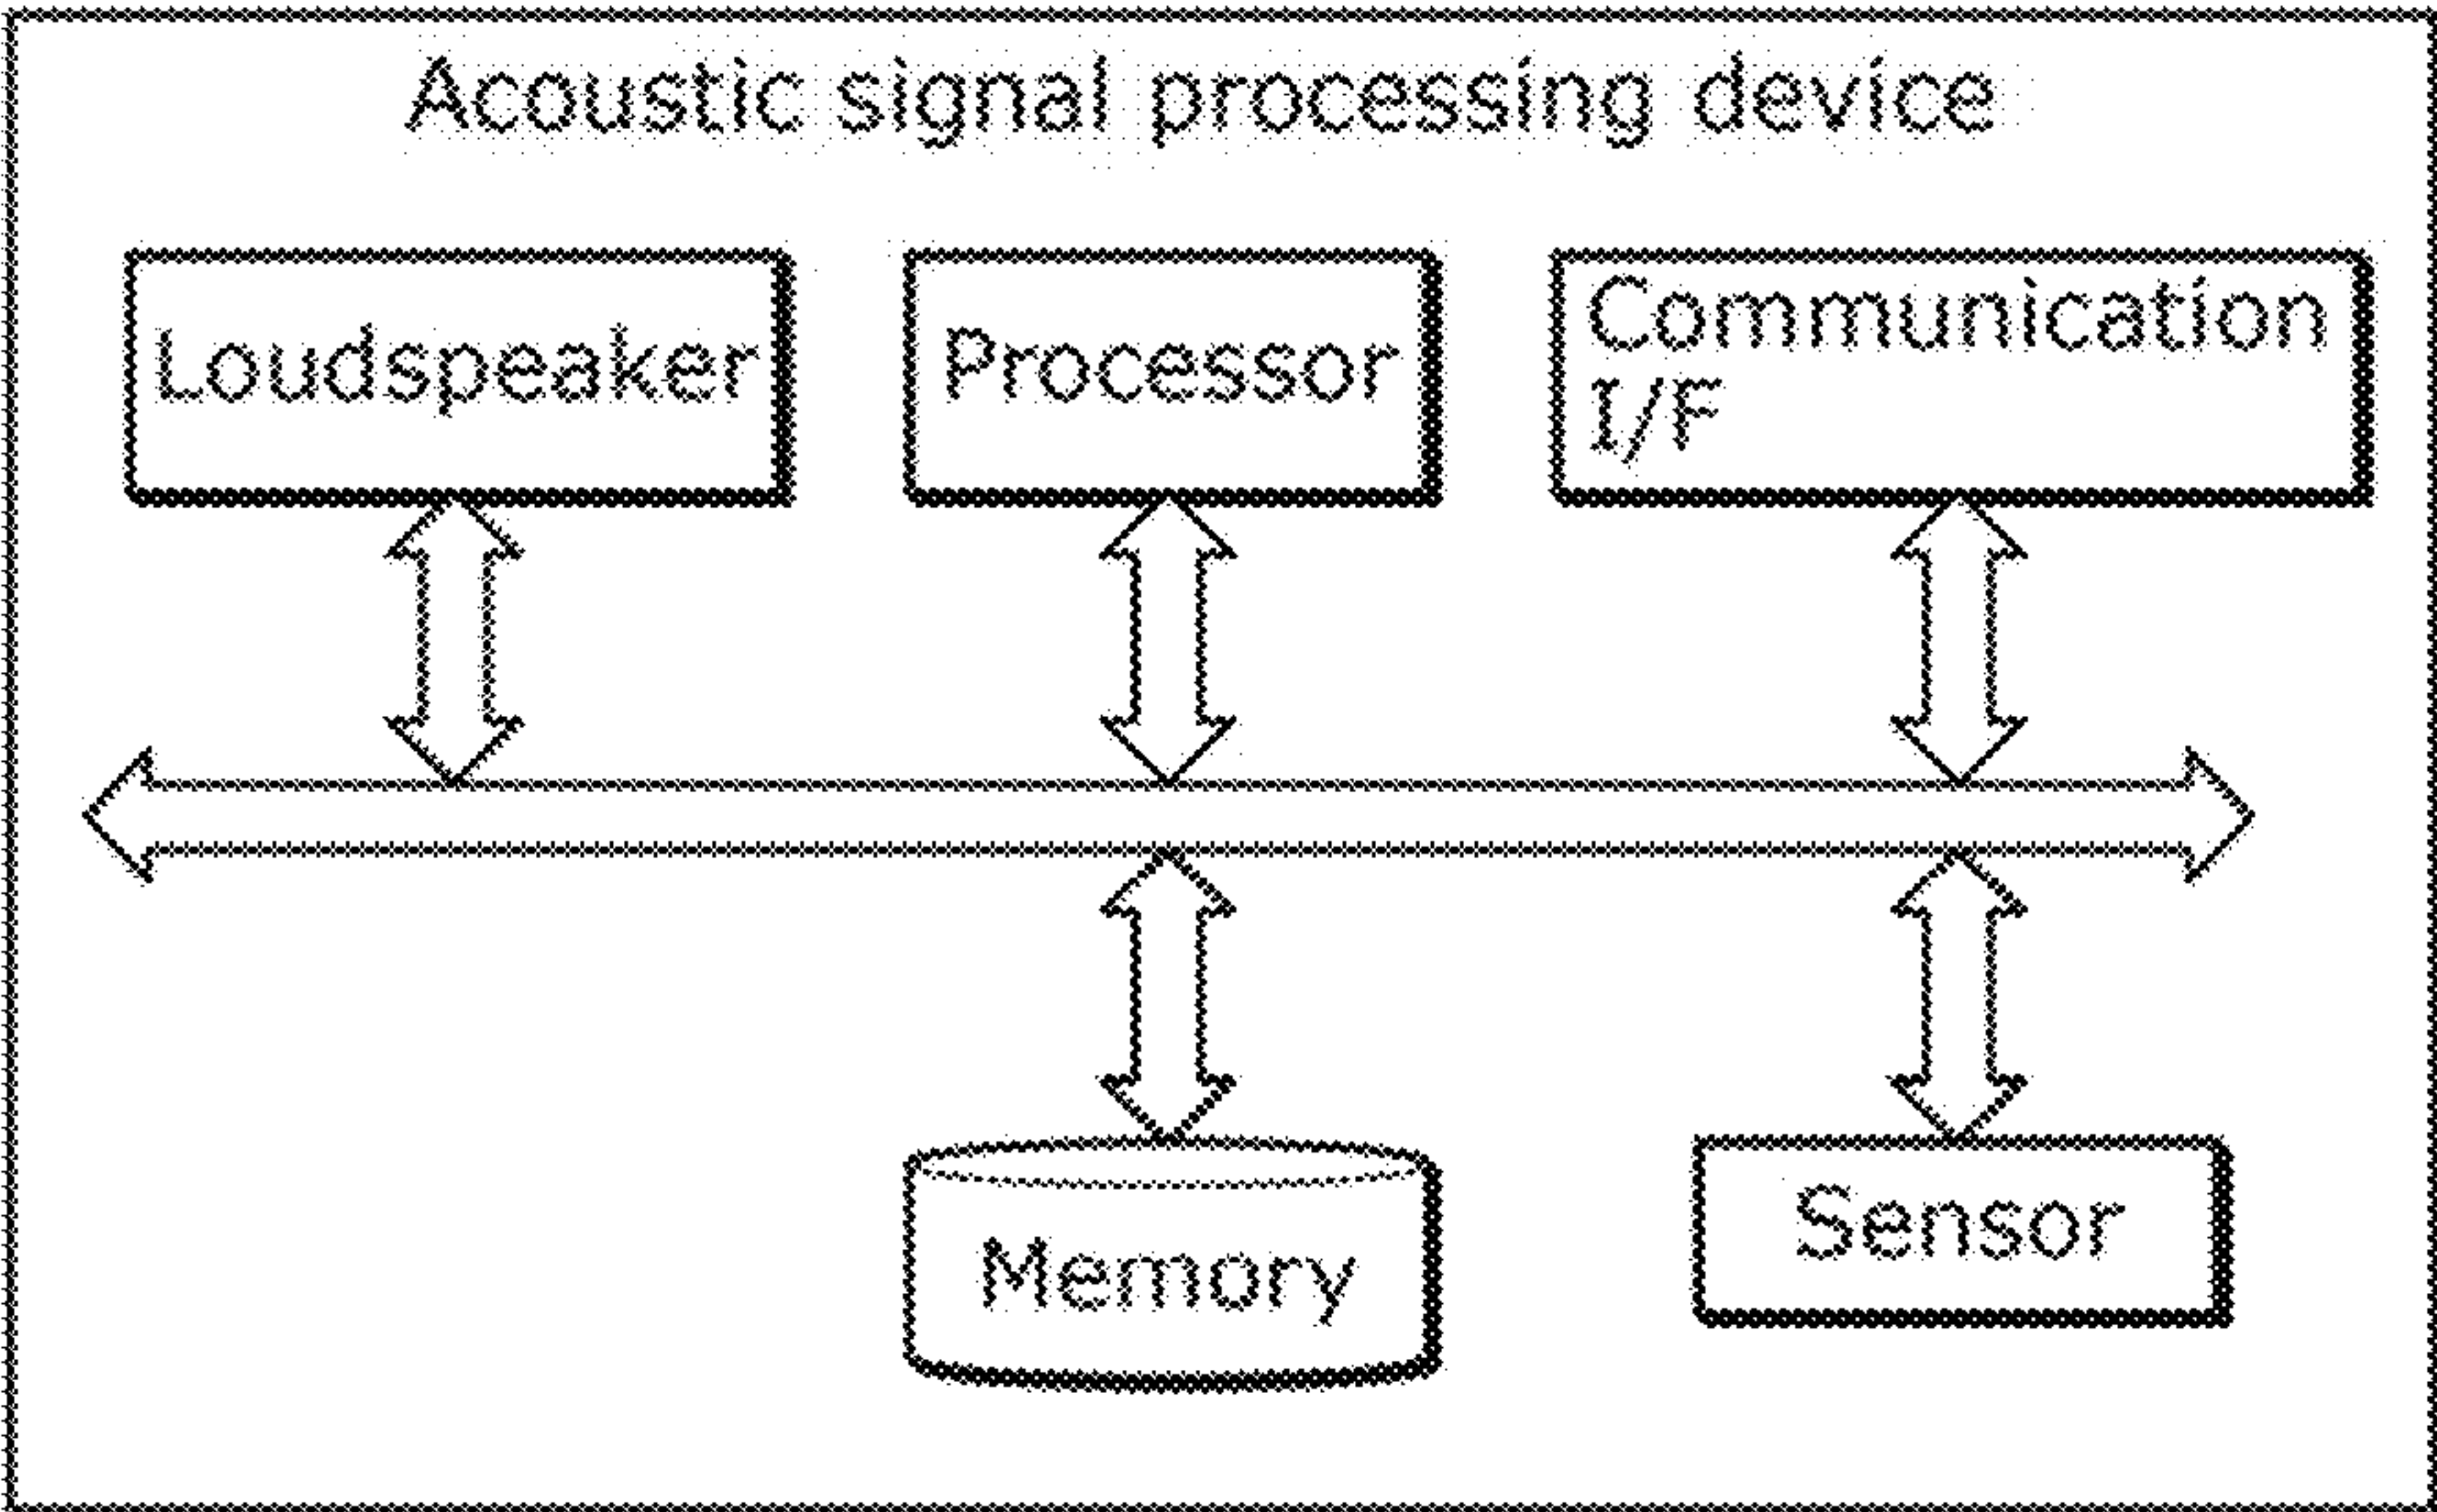 Acoustic signal processing device
Loudspeaker
Processor
Communication
I/F
Memory
Sensor